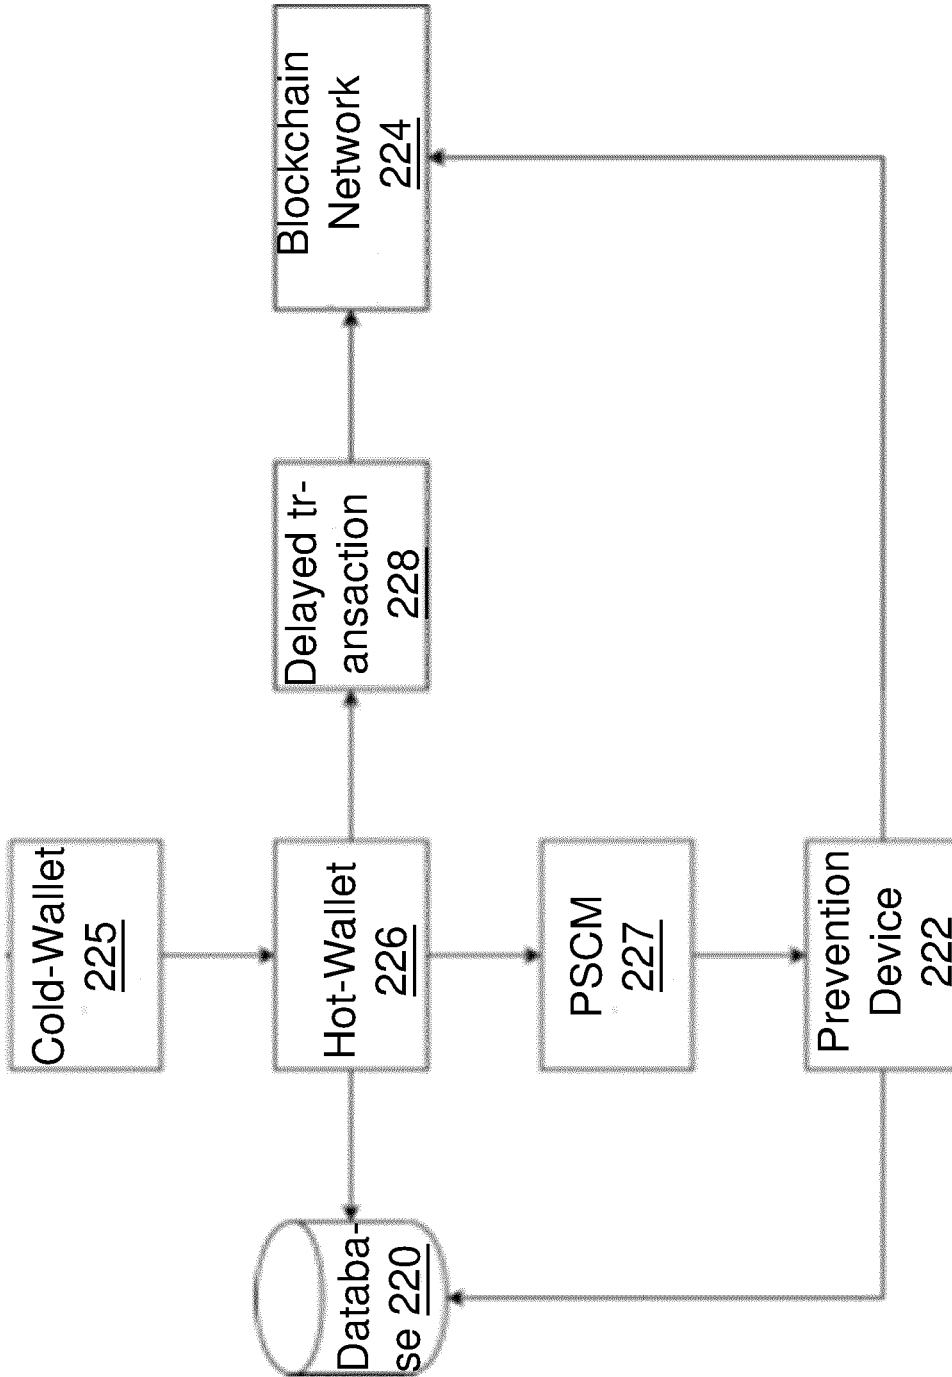 Cold-Wallet
225
Databa-
se 220
Hot-Wallet
226
Delayed tr-
ansaction
228
Blockchain
Network
224
PSCM
227
Prevention
Device
222